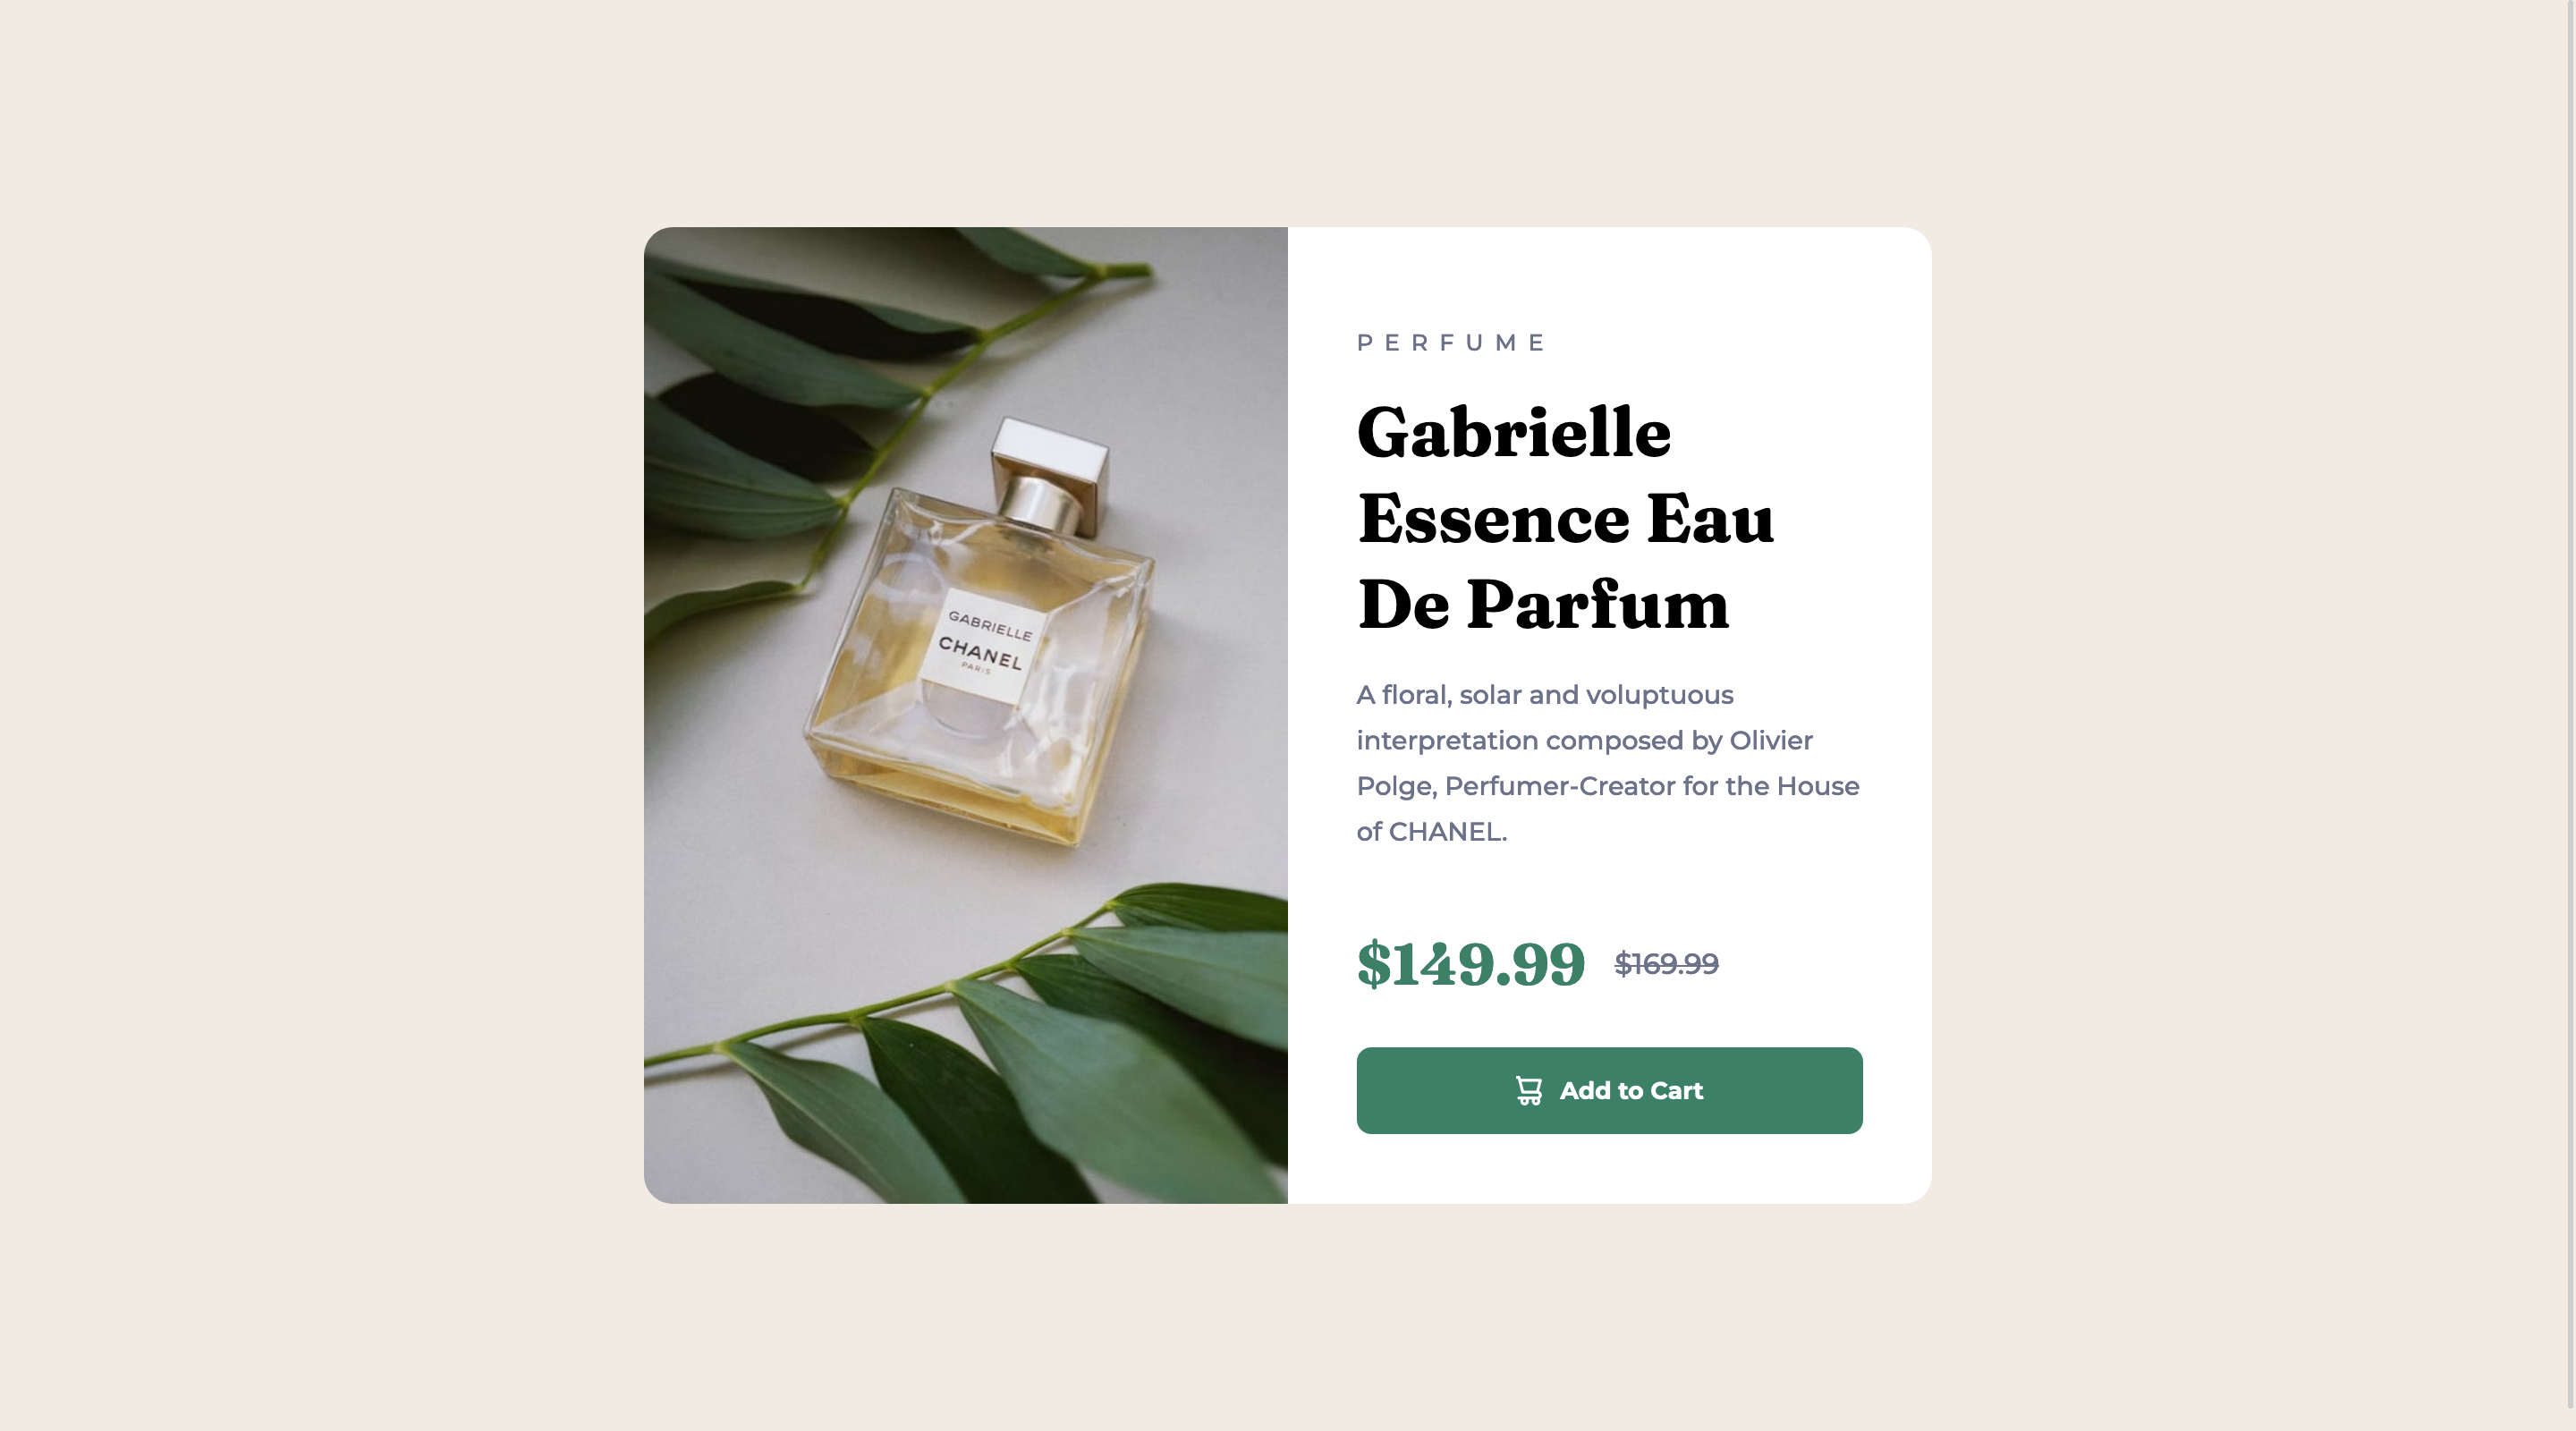 GABRIELLE
CHANEL
PARIS
PERFUME
Gabrielle
Essence Eau
De Parfum
A floral, solar and voluptuous
interpretation composed by Olivier
Polge, Perfumer-Creator for the House
of CHANEL.
$149.99 $169.99
Add to Cart